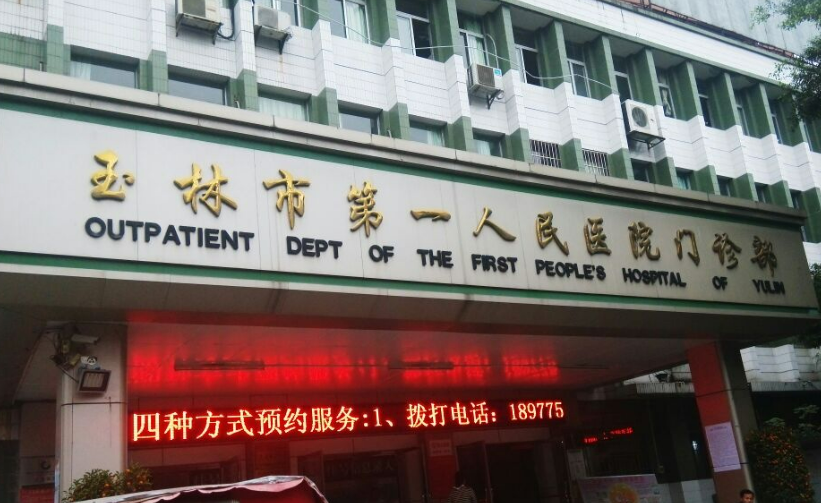 玉林市第一人民医院门诊部
OUTPATIENT DEPT OF THE FIRST PEOPLE'S HOSPITAL OF YULIN
四种方式预约服务:1、拨打电话：189775